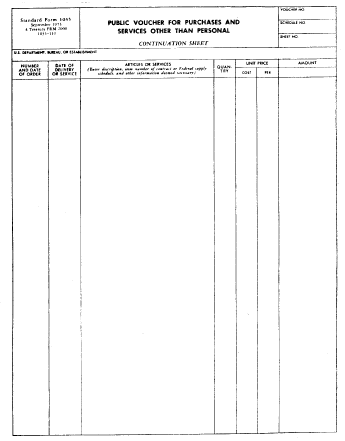 Standard Form 1035
September 1973
4 Treasury FRM 2000
1035-110
PUBLIC VOUCHER FOR PURCHASES AND
SERVICES OTHER THAN PERSONAL
CONTINUATION SHEET
VOUCHER NO.
SCHEDULE NO.
SHEET NO.
U.S. DEPARTMENT, BUREAU, OR ESTABLISHMENT
NUMBER
AND DATE
OF ORDER
DATE OF
DELIVERY
OR SERVICE
ARTICLES OR SERVICES
(Enter description, item number of contract or Federal supply
schedule, and other information deemed necessary)
QUAN-
TITY
UNIT PRICE
COST
PER
AMOUNT